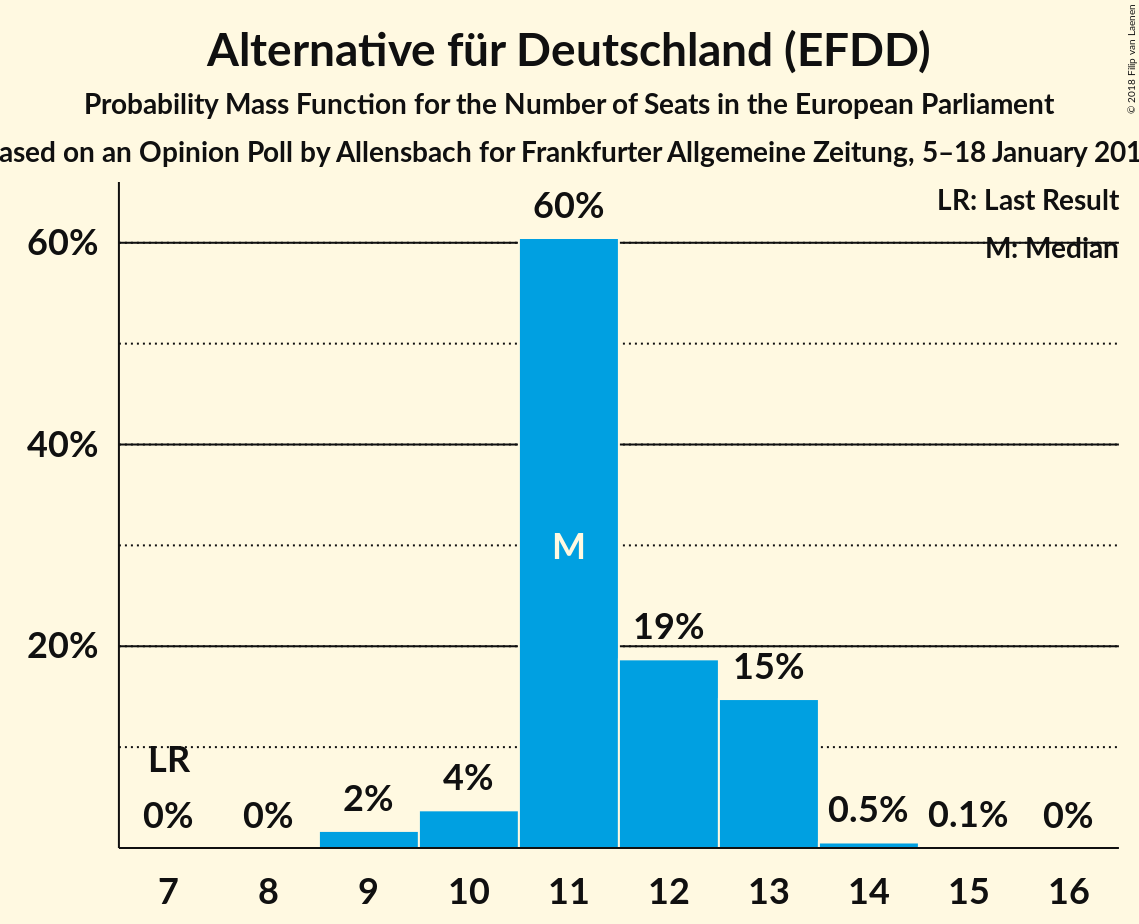 Alternative für Deutschland (EFDD)
Probability Mass Function for the Number of Seats in the European Parliament
ased on an Opinion Poll by Allensbach for Frankfurter Allgemeine Zeitung, 5–18 January 201
© 2018 Filip van Laenen
LR: Last Result
M: Median
60%
40%
20%
60%
M
19%
15%
LR
0%
0%
2%
4%
0.5%
0.1%
0%
7 8 9 10 11 12 13 14 15 16